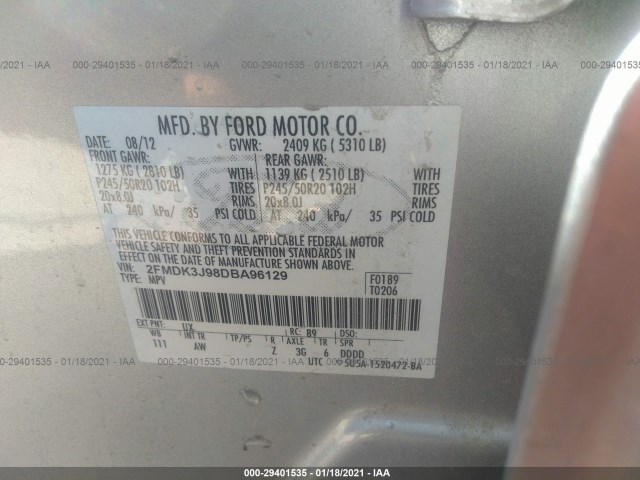 000-29401535 - 01/18/2021 - IAA
MFD. BY FORD MOTOR CO.
DATE: 08/12 GVWR: 2409 KG ( 5310 LB)
FRONT GAWR: REAR GAWR:
1275 KG ( 2810 LB) WITH 1139 KG ( 2510 LB) WITH
P245/50R20 102H TIRES P245/50R20 102H TIRES
20x8.0J RIMS 20x8.0J RIMS
AT 240 kPa/ 35 PSI COLD AT 240 kPa/ 35 PSI COLD
THIS VEHICLE CONFORMS TO ALL APPLICABLE FEDERAL MOTOR
VEHICLE SAFETY AND THEFT PREVENTION STANDARDS IN
EFFECT ON THE DATE OF MANUFACTURE SHOWN ABOVE.
VIN: 2FMDK3J98DBA96129 F0189
TYPE: MPV T0206
EXT PNT: UX RC: 89 DSO:
WB INT TR TP/PS R AXLE TR SPR
111 AW Z 3G 6 DDDD
UTC 5U5A-1520472-BA
000-29401535 - 01/18/2021 - IAA